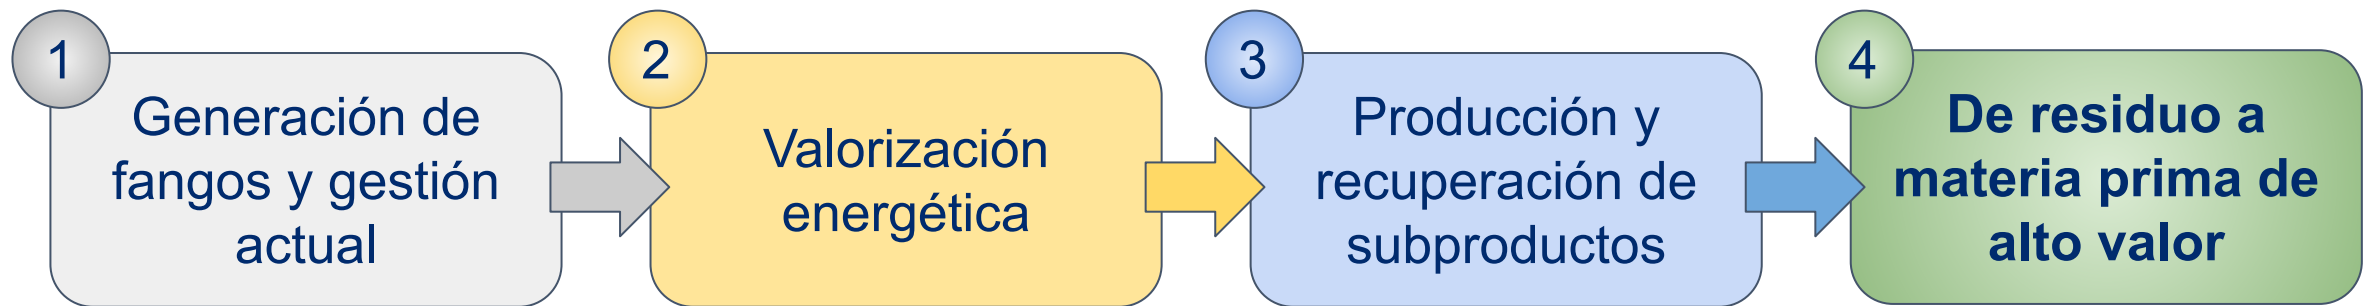 1
Generación de
fangos y gestión
actual
2
Valorización
energética
3
Producción y
recuperación de
subproductos
4
De residuo a
materia prima de
alto valor